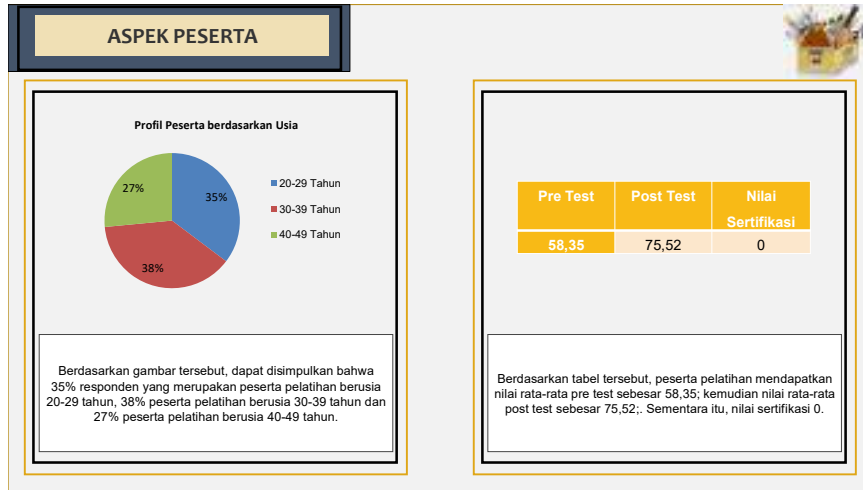 ASPEK PESERTA
Profil Peserta berdasarkan Usia
27%
35%
38%
20-29 Tahun
30-39 Tahun
40-49 Tahun
Berdasarkan gambar tersebut, dapat disimpulkan bahwa
35% responden yang merupakan peserta pelatihan berusia
20-29 tahun, 38% peserta pelatihan berusia 30-39 tahun dan
27% peserta pelatihan berusia 40-49 tahun.
Pre Test Post Test Nilai
Sertifikasi
58,35 75,52 0
Berdasarkan tabel tersebut, peserta pelatihan mendapatkan
nilai rata-rata pre test sebesar 58,35; kemudian nilai rata-rata
post test sebesar 75,52;. Sementara itu, nilai sertifikasi 0.